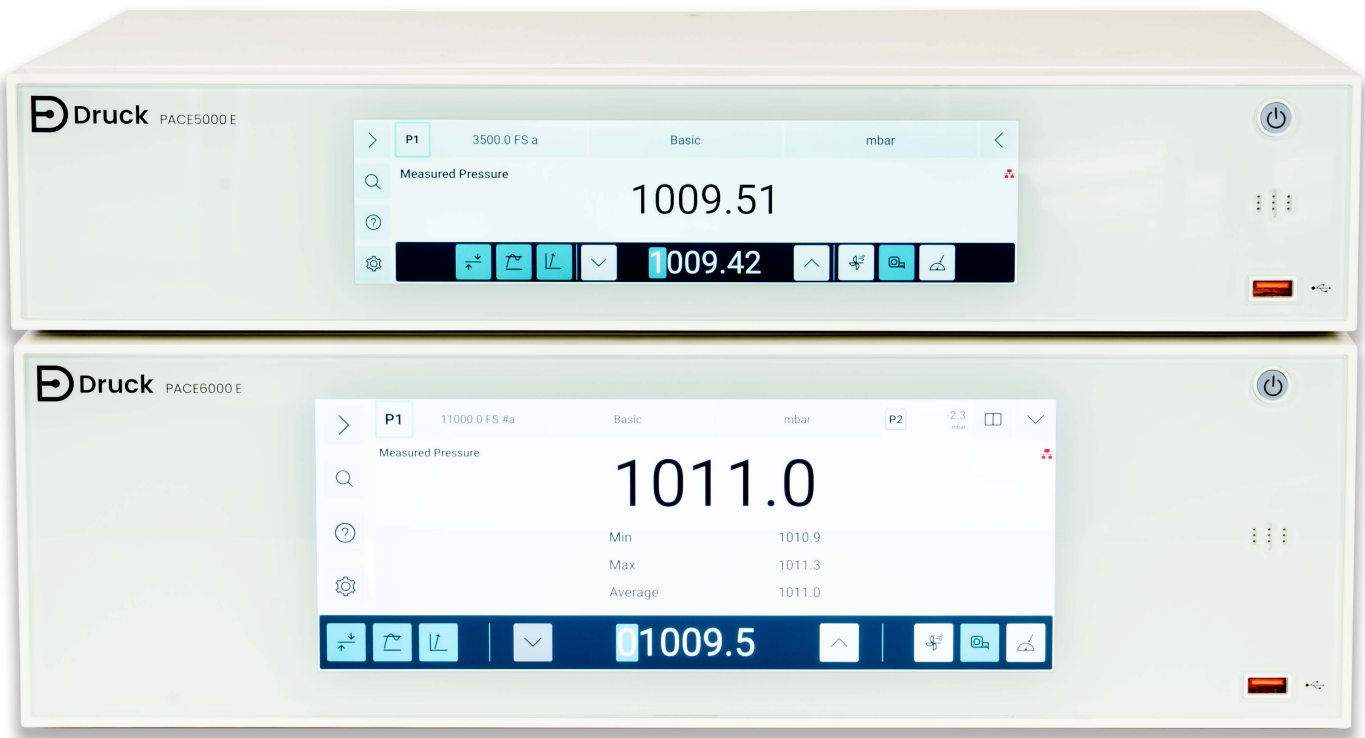 Druck PACE5000 E
P1 3500.0 FS a Basic mbar
Measured Pressure
1009.51
1009.42
Druck PACE6000 E
P1 11000.0 FS #a Basic mbar P2 -2.3
mbar
Measured Pressure
1011.0
Min 1010.9
Max 1011.3
Average 1011.0
01009.5